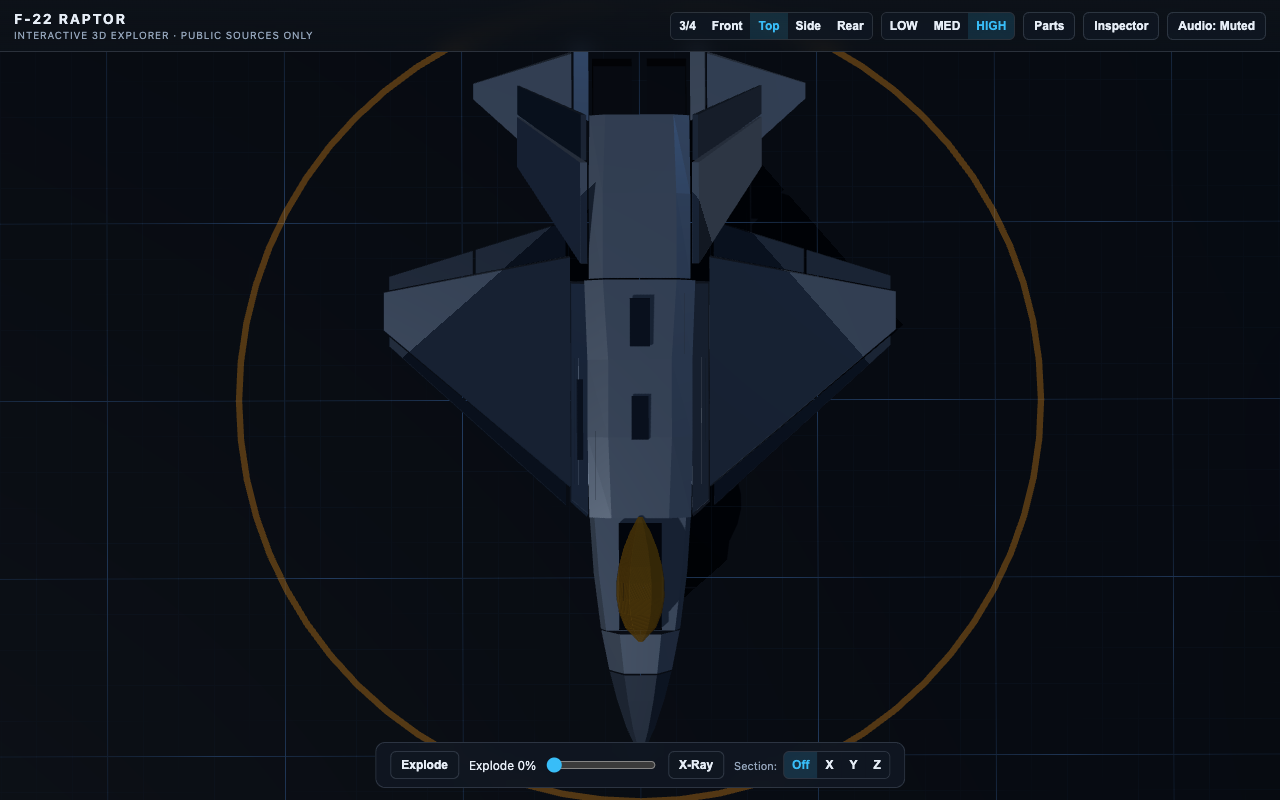 F-22 RAPTOR
INTERACTIVE 3D EXPLORER · PUBLIC SOURCES ONLY
3/4 Front Top Side Rear LOW MED HIGH Parts Inspector Audio: Muted
Explode Explode 0% X-Ray Section: Off X Y Z